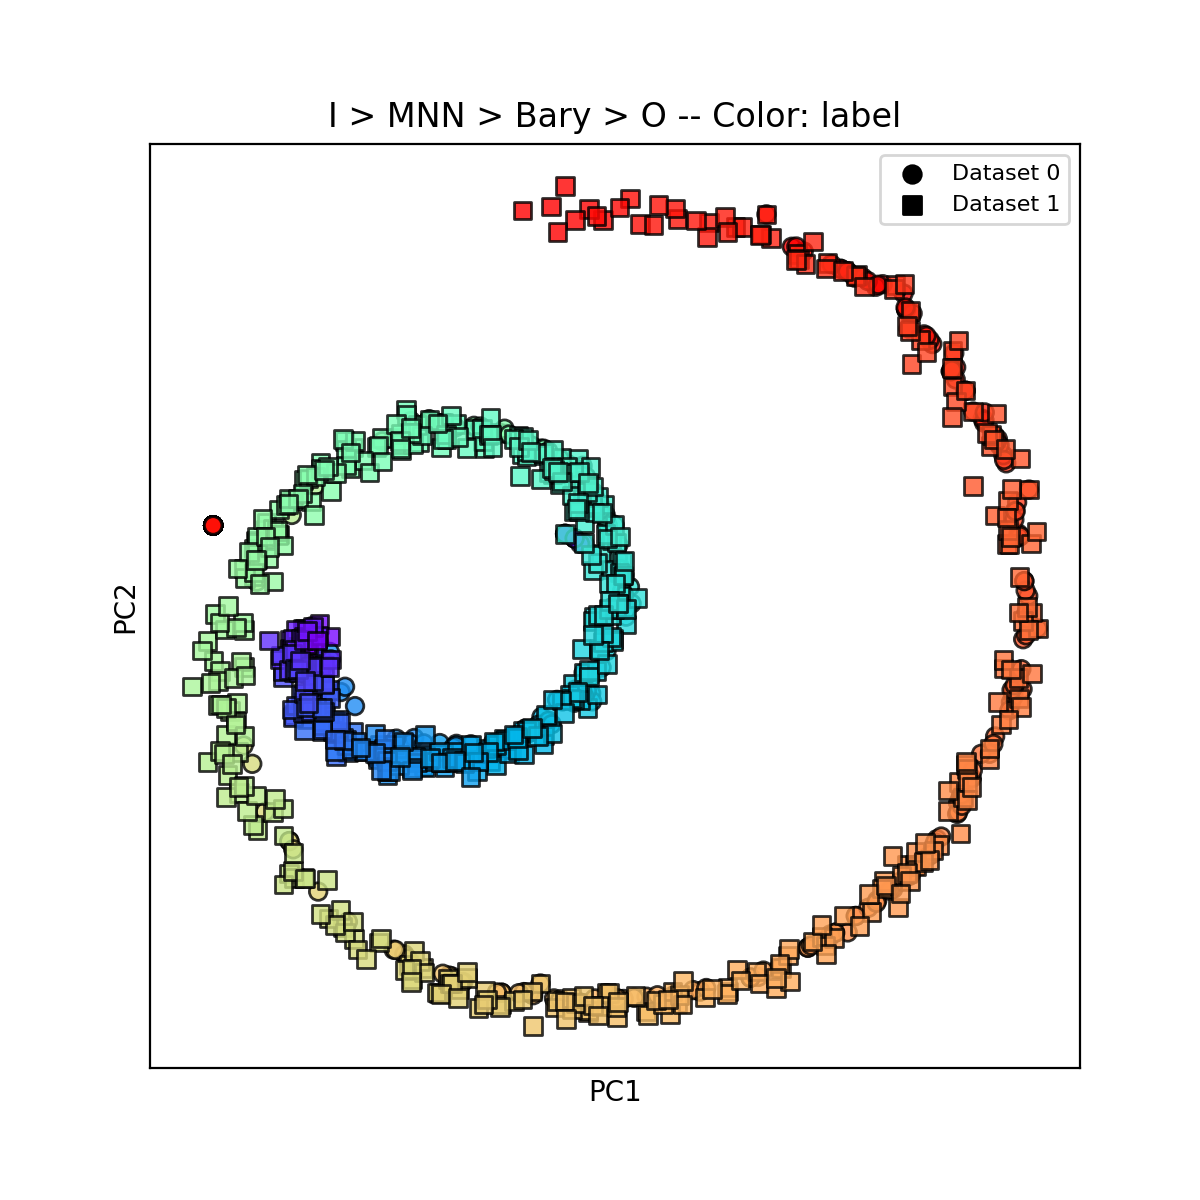 I > MNN > Bary > O -- Color: label
Dataset 0
Dataset 1
PC2
PC1